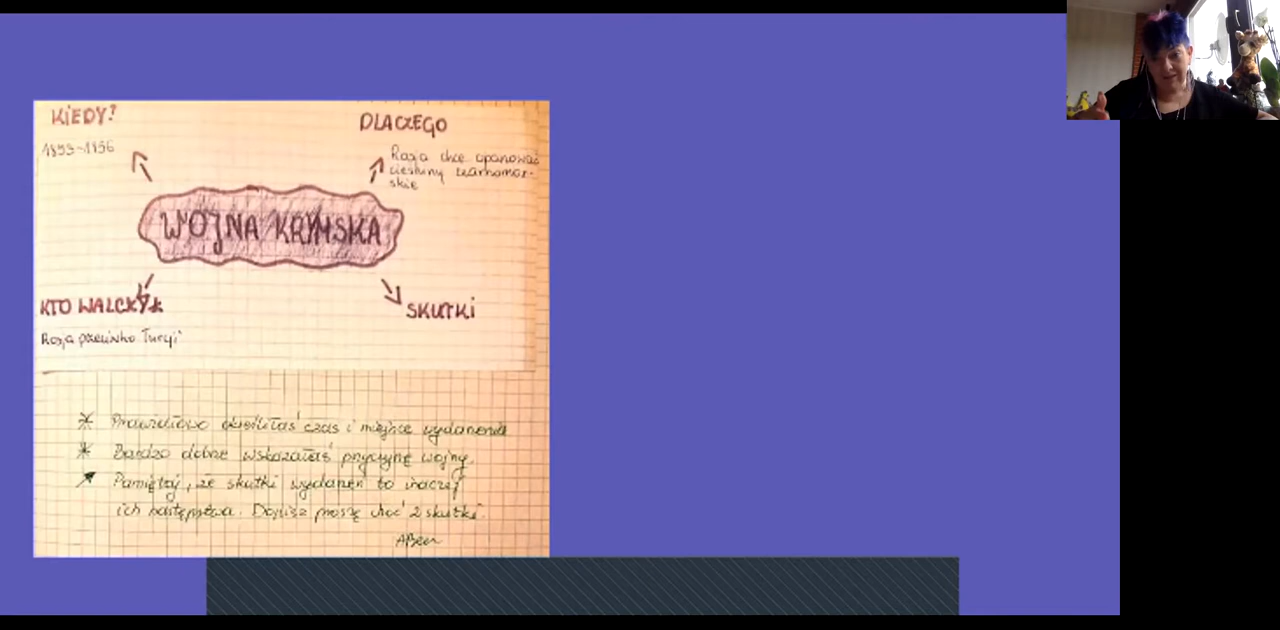 KIEDY?
1853-1856
DLACZEGO
Rosja chce opanować
cieśniny czarnomor-
skie
WOJNA KRYMSKA
KTO WALCZYŁ
Rosja przeciwko Turcji
SKUTKI
* Prawidłowo określiłaś czas i miejsce wydarzenia
* Bardzo dobrze wskazałaś przyczynę wojny.
Pamiętaj, że skutki wydarzeń to inaczej
ich następstwa. Dopisz proszę choć 2 skutki.